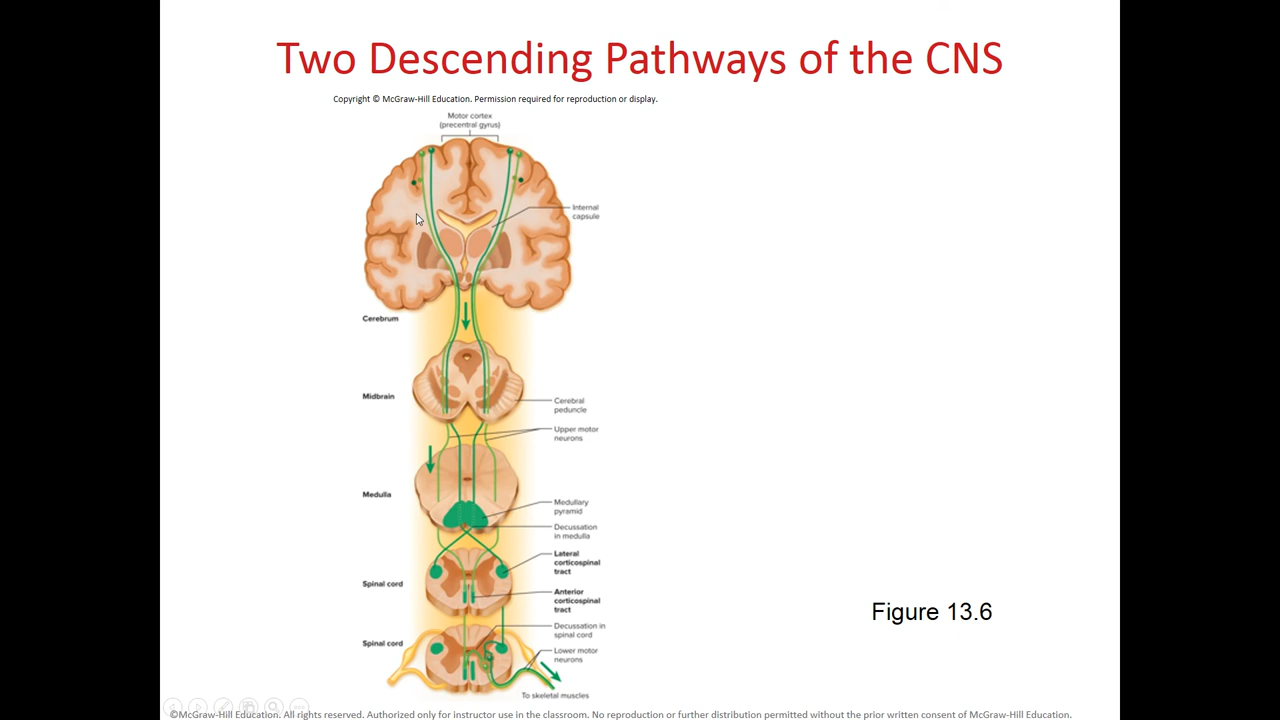 Two Descending Pathways of the CNS
Copyright © McGraw-Hill Education. Permission required for reproduction or display.
Motor cortex
(precentral gyrus)
Internal
capsule
Cerebrum
Midbrain
Cerebral
peduncle
Upper motor
neurons
Medulla
Medullary
pyramid
Decussation
in medulla
Lateral
corticospinal
tract
Spinal cord
Anterior
corticospinal
tract
Figure 13.6
Decussation in
spinal cord
Spinal cord
Lower motor
neurons
To skeletal muscles
©McGraw-Hill Education. All rights reserved. Authorized only for instructor use in the classroom. No reproduction or further distribution permitted without the prior written consent of McGraw-Hill Education.